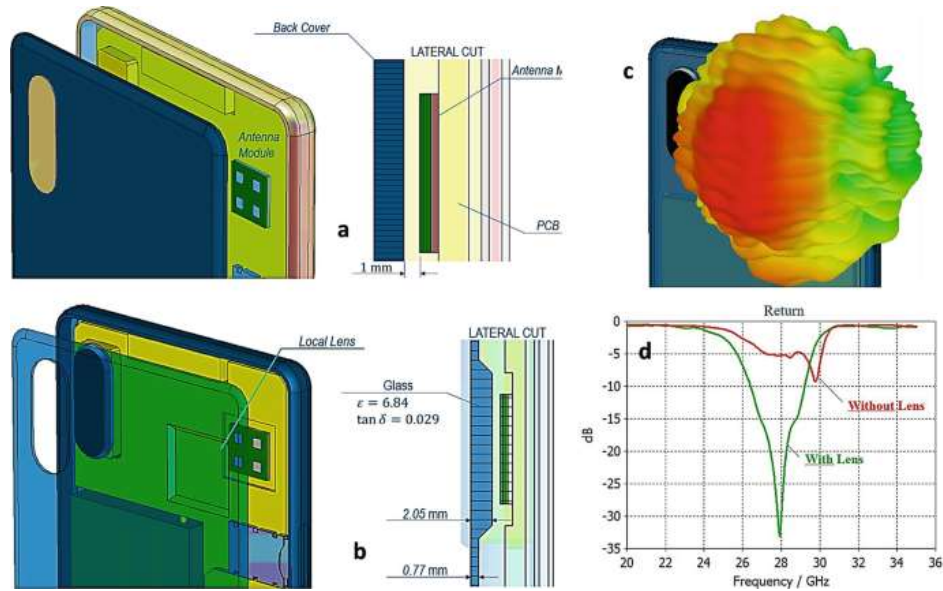 Back Cover
LATERAL CUT
Antenna M
Antenna
Module
a
PCB
1 mm
c
Local Lens
LATERAL CUT
Glass
ε = 6.84
tan δ = 0.029
2.05 mm
b
0.77 mm
Return
d
0
-5
-10
-15
-20
-25
-30
-35
dB
Without Lens
With Lens
20 22 24 26 28 30 32 34 36
Frequency / GHz